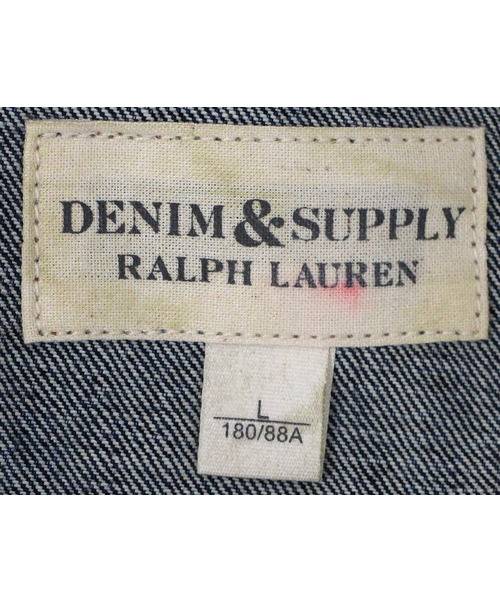 DENIM & SUPPLY
RALPH LAUREN
L
180/88A